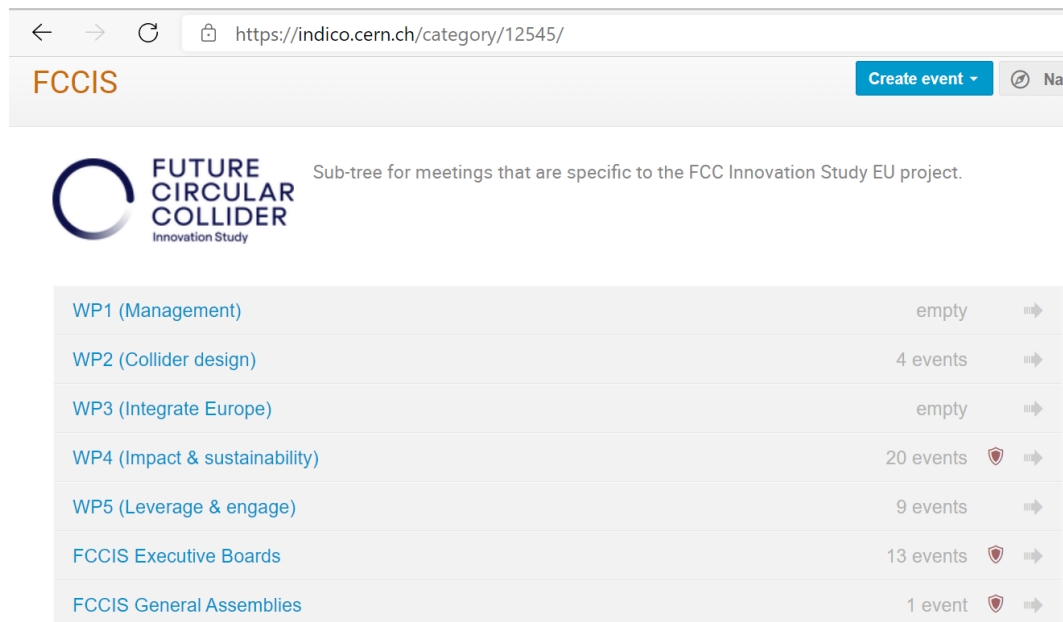 https://indico.cern.ch/category/12545/
FCCIS
Create event
Na
FUTURE
CIRCULAR
COLLIDER
Innovation Study
Sub-tree for meetings that are specific to the FCC Innovation Study EU project.
WP1 (Management) empty
WP2 (Collider design) 4 events
WP3 (Integrate Europe) empty
WP4 (Impact & sustainability) 20 events
WP5 (Leverage & engage) 9 events
FCCIS Executive Boards 13 events
FCCIS General Assemblies 1 event